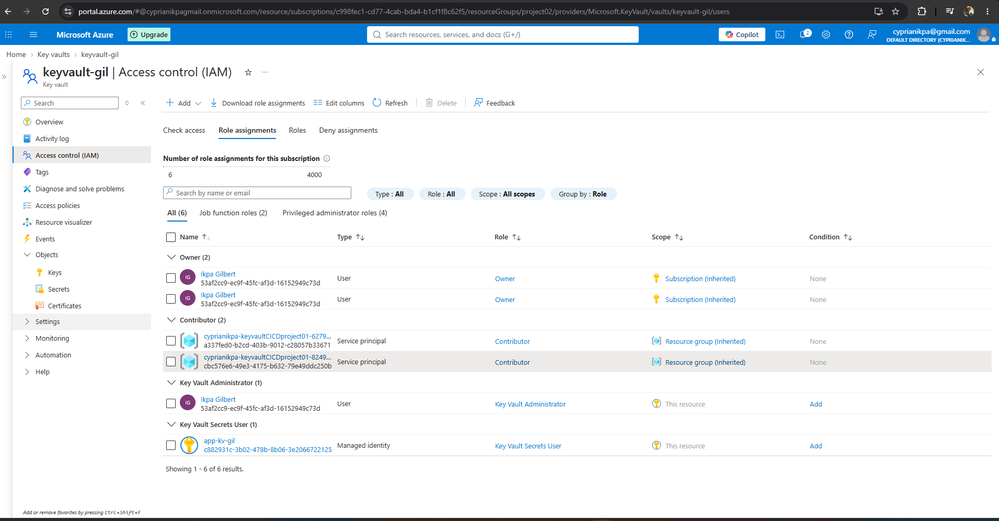 portal.azure.com/#@cyprianikpagmail.onmicrosoft.com/resource/subscriptions/c998fec1-cd77-4cab-bda4-b1cf1f8c62f5/resourceGroups/project02/providers/Microsoft.KeyVault/vaults/keyvault-gil/users
Microsoft Azure
Upgrade
Search resources, services, and docs (G+/)
Copilot
2
cyprianikpa@gmail.com
DEFAULT DIRECTORY (CYPRIANIK...
Home > Key vaults > keyvault-gil
keyvault-gil | Access control (IAM)
Key vault
Search
Add
Download role assignments
Edit columns
Refresh
Delete
Feedback
Overview
Activity log
Access control (IAM)
Tags
Diagnose and solve problems
Access policies
Resource visualizer
Events
Objects
Keys
Secrets
Certificates
Settings
Monitoring
Automation
Help
Add or remove favorites by pressing Ctrl+Shift+F
Check access Role assignments Roles Deny assignments
Number of role assignments for this subscription
6 4000
Search by name or email
Type : All
Role : All
Scope : All scopes
Group by : Role
All (6) Job function roles (2) Privileged administrator roles (4)
Name Type Role Scope Condition
Owner (2)
IG Ikpa Gilbert User Owner Subscription (Inherited) None
53af2cc9-ec9f-45fc-af3d-16152949c73d
IG Ikpa Gilbert User Owner Subscription (Inherited) None
53af2cc9-ec9f-45fc-af3d-16152949c73d
Contributor (2)
cyprianikpa-keyvaultCICDproject01-6279... Service principal Contributor Resource group (Inherited) None
a337fed0-b2cd-403b-9012-c28057b33671
cyprianikpa-keyvaultCICDproject01-8249... Service principal Contributor Resource group (Inherited) None
cbc576e6-49e3-4175-b632-79e49ddc250b
Key Vault Administrator (1)
IG Ikpa Gilbert User Key Vault Administrator This resource Add
53af2cc9-ec9f-45fc-af3d-16152949c73d
Key Vault Secrets User (1)
app-kv-gil Managed identity Key Vault Secrets User This resource Add
c882931c-3b02-478b-8b06-3e2066722125
Showing 1 - 6 of 6 results.